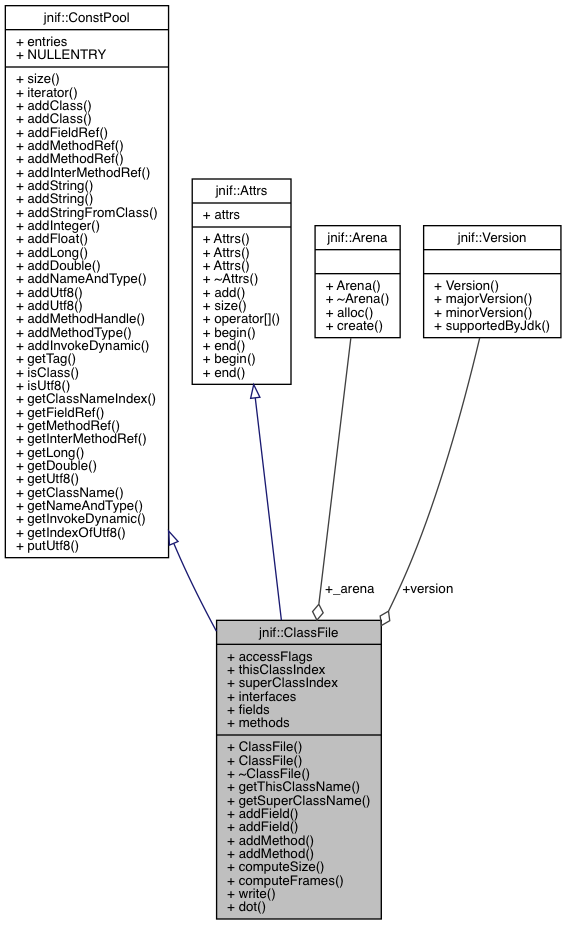 jnif::ConstPool
+ entries
+ NULLENTRY
+ size()
+ iterator()
+ addClass()
+ addClass()
+ addFieldRef()
+ addMethodRef()
+ addMethodRef()
+ addInterMethodRef()
+ addString()
+ addString()
+ addStringFromClass()
+ addInteger()
+ addFloat()
+ addLong()
+ addDouble()
+ addNameAndType()
+ addUtf8()
+ addUtf8()
+ addMethodHandle()
+ addMethodType()
+ addInvokeDynamic()
+ getTag()
+ isClass()
+ isUtf8()
+ getClassNameIndex()
+ getFieldRef()
+ getMethodRef()
+ getInterMethodRef()
+ getLong()
+ getDouble()
+ getUtf8()
+ getClassName()
+ getNameAndType()
+ getInvokeDynamic()
+ getIndexOfUtf8()
+ putUtf8()
jnif::Attrs
+ attrs
+ Attrs()
+ Attrs()
+ Attrs()
+ ~Attrs()
+ add()
+ size()
+ operator[]()
+ begin()
+ end()
+ begin()
+ end()
jnif::Arena
+ Arena()
+ ~Arena()
+ alloc()
+ create()
jnif::Version
+ Version()
+ majorVersion()
+ minorVersion()
+ supportedByJdk()
+_arena
+version
jnif::ClassFile
+ accessFlags
+ thisClassIndex
+ superClassIndex
+ interfaces
+ fields
+ methods
+ ClassFile()
+ ClassFile()
+ ~ClassFile()
+ getThisClassName()
+ getSuperClassName()
+ addField()
+ addField()
+ addMethod()
+ addMethod()
+ computeSize()
+ computeFrames()
+ write()
+ dot()